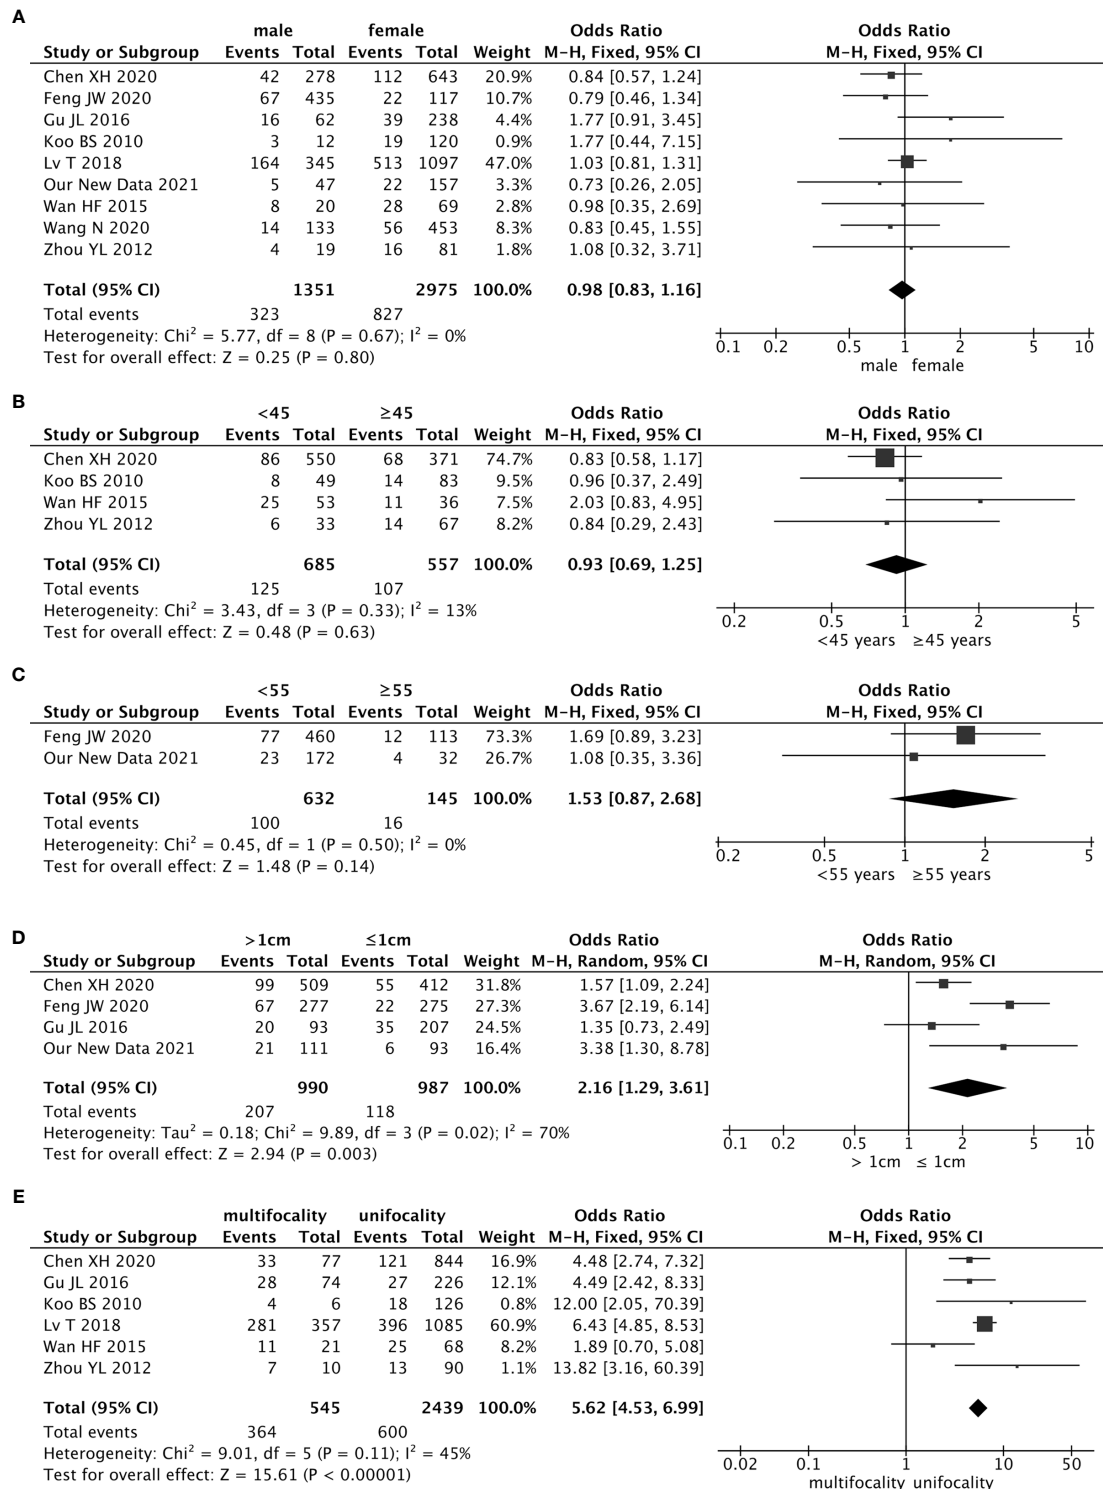 A
male female Odds Ratio Odds Ratio
Study or Subgroup Events Total Events Total Weight M-H, Fixed, 95% CI M-H, Fixed, 95% CI
Chen XH 2020 42 278 112 643 20.9% 0.84 [0.57, 1.24]
Feng JW 2020 67 435 22 117 10.7% 0.79 [0.46, 1.34]
Gu JL 2016 16 62 39 238 4.4% 1.77 [0.91, 3.45]
Koo BS 2010 3 12 19 120 0.9% 1.77 [0.44, 7.15]
Lv T 2018 164 345 513 1097 47.0% 1.03 [0.81, 1.31]
Our New Data 2021 5 47 22 157 3.3% 0.73 [0.26, 2.05]
Wan HF 2015 8 20 28 69 2.8% 0.98 [0.35, 2.69]
Wang N 2020 14 133 56 453 8.3% 0.83 [0.45, 1.55]
Zhou YL 2012 4 19 16 81 1.8% 1.08 [0.32, 3.71]
Total (95% CI) 1351 2975 100.0% 0.98 [0.83, 1.16]
Total events 323 827
Heterogeneity: Chi² = 5.77, df = 8 (P = 0.67); I² = 0%
Test for overall effect: Z = 0.25 (P = 0.80)
0.1 0.2 0.5 1 2 5 10
male female
B
<45 ≥45 Odds Ratio Odds Ratio
Study or Subgroup Events Total Events Total Weight M-H, Fixed, 95% CI M-H, Fixed, 95% CI
Chen XH 2020 86 550 68 371 74.7% 0.83 [0.58, 1.17]
Koo BS 2010 8 49 14 83 9.5% 0.96 [0.37, 2.49]
Wan HF 2015 25 53 11 36 7.5% 2.03 [0.83, 4.95]
Zhou YL 2012 6 33 14 67 8.2% 0.84 [0.29, 2.43]
Total (95% CI) 685 557 100.0% 0.93 [0.69, 1.25]
Total events 125 107
Heterogeneity: Chi² = 3.43, df = 3 (P = 0.33); I² = 13%
Test for overall effect: Z = 0.48 (P = 0.63)
0.2 0.5 1 2 5
<45 years ≥45 years
C
<55 ≥55 Odds Ratio Odds Ratio
Study or Subgroup Events Total Events Total Weight M-H, Fixed, 95% CI M-H, Fixed, 95% CI
Feng JW 2020 77 460 12 113 73.3% 1.69 [0.89, 3.23]
Our New Data 2021 23 172 4 32 26.7% 1.08 [0.35, 3.36]
Total (95% CI) 632 145 100.0% 1.53 [0.87, 2.68]
Total events 100 16
Heterogeneity: Chi² = 0.45, df = 1 (P = 0.50); I² = 0%
Test for overall effect: Z = 1.48 (P = 0.14)
0.2 0.5 1 2 5
<55 years ≥55 years
D
>1cm ≤1cm Odds Ratio Odds Ratio
Study or Subgroup Events Total Events Total Weight M-H, Random, 95% CI M-H, Random, 95% CI
Chen XH 2020 99 509 55 412 31.8% 1.57 [1.09, 2.24]
Feng JW 2020 67 277 22 275 27.3% 3.67 [2.19, 6.14]
Gu JL 2016 20 93 35 207 24.5% 1.35 [0.73, 2.49]
Our New Data 2021 21 111 6 93 16.4% 3.38 [1.30, 8.78]
Total (95% CI) 990 987 100.0% 2.16 [1.29, 3.61]
Total events 207 118
Heterogeneity: Tau² = 0.18; Chi² = 9.89, df = 3 (P = 0.02); I² = 70%
Test for overall effect: Z = 2.94 (P = 0.003)
0.1 0.2 0.5 1 2 5 10
> 1cm ≤ 1cm
E
multifocality unifocality Odds Ratio Odds Ratio
Study or Subgroup Events Total Events Total Weight M-H, Fixed, 95% CI M-H, Fixed, 95% CI
Chen XH 2020 33 77 121 844 16.9% 4.48 [2.74, 7.32]
Gu JL 2016 28 74 27 226 12.1% 4.49 [2.42, 8.33]
Koo BS 2010 4 6 18 126 0.8% 12.00 [2.05, 70.39]
Lv T 2018 281 357 396 1085 60.9% 6.43 [4.85, 8.53]
Wan HF 2015 11 21 25 68 8.2% 1.89 [0.70, 5.08]
Zhou YL 2012 7 10 13 90 1.1% 13.82 [3.16, 60.39]
Total (95% CI) 545 2439 100.0% 5.62 [4.53, 6.99]
Total events 364 600
Heterogeneity: Chi² = 9.01, df = 5 (P = 0.11); I² = 45%
Test for overall effect: Z = 15.61 (P < 0.00001)
0.02 0.1 1 10 50
multifocality unifocality